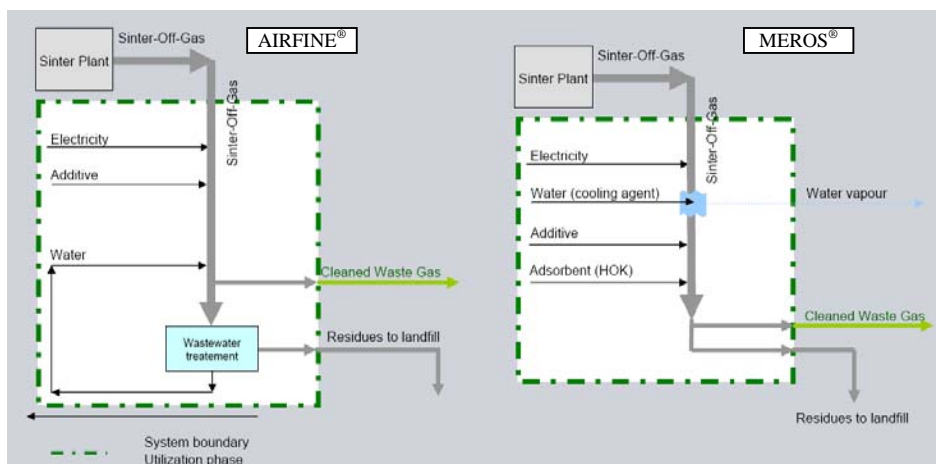 AIRFINE®
Sinter-Off-Gas
Sinter Plant
Sinter-Off-Gas
Electricity
Additive
Water
Cleaned Waste Gas
Wastewater
treatement
Residues to landfill
System boundary
Utilization phase
MEROS®
Sinter-Off-Gas
Sinter Plant
Sinter-Off-Gas
Electricity
Water (cooling agent)
Water vapour
Additive
Adsorbent (HOK)
Cleaned Waste Gas
Residues to landfill